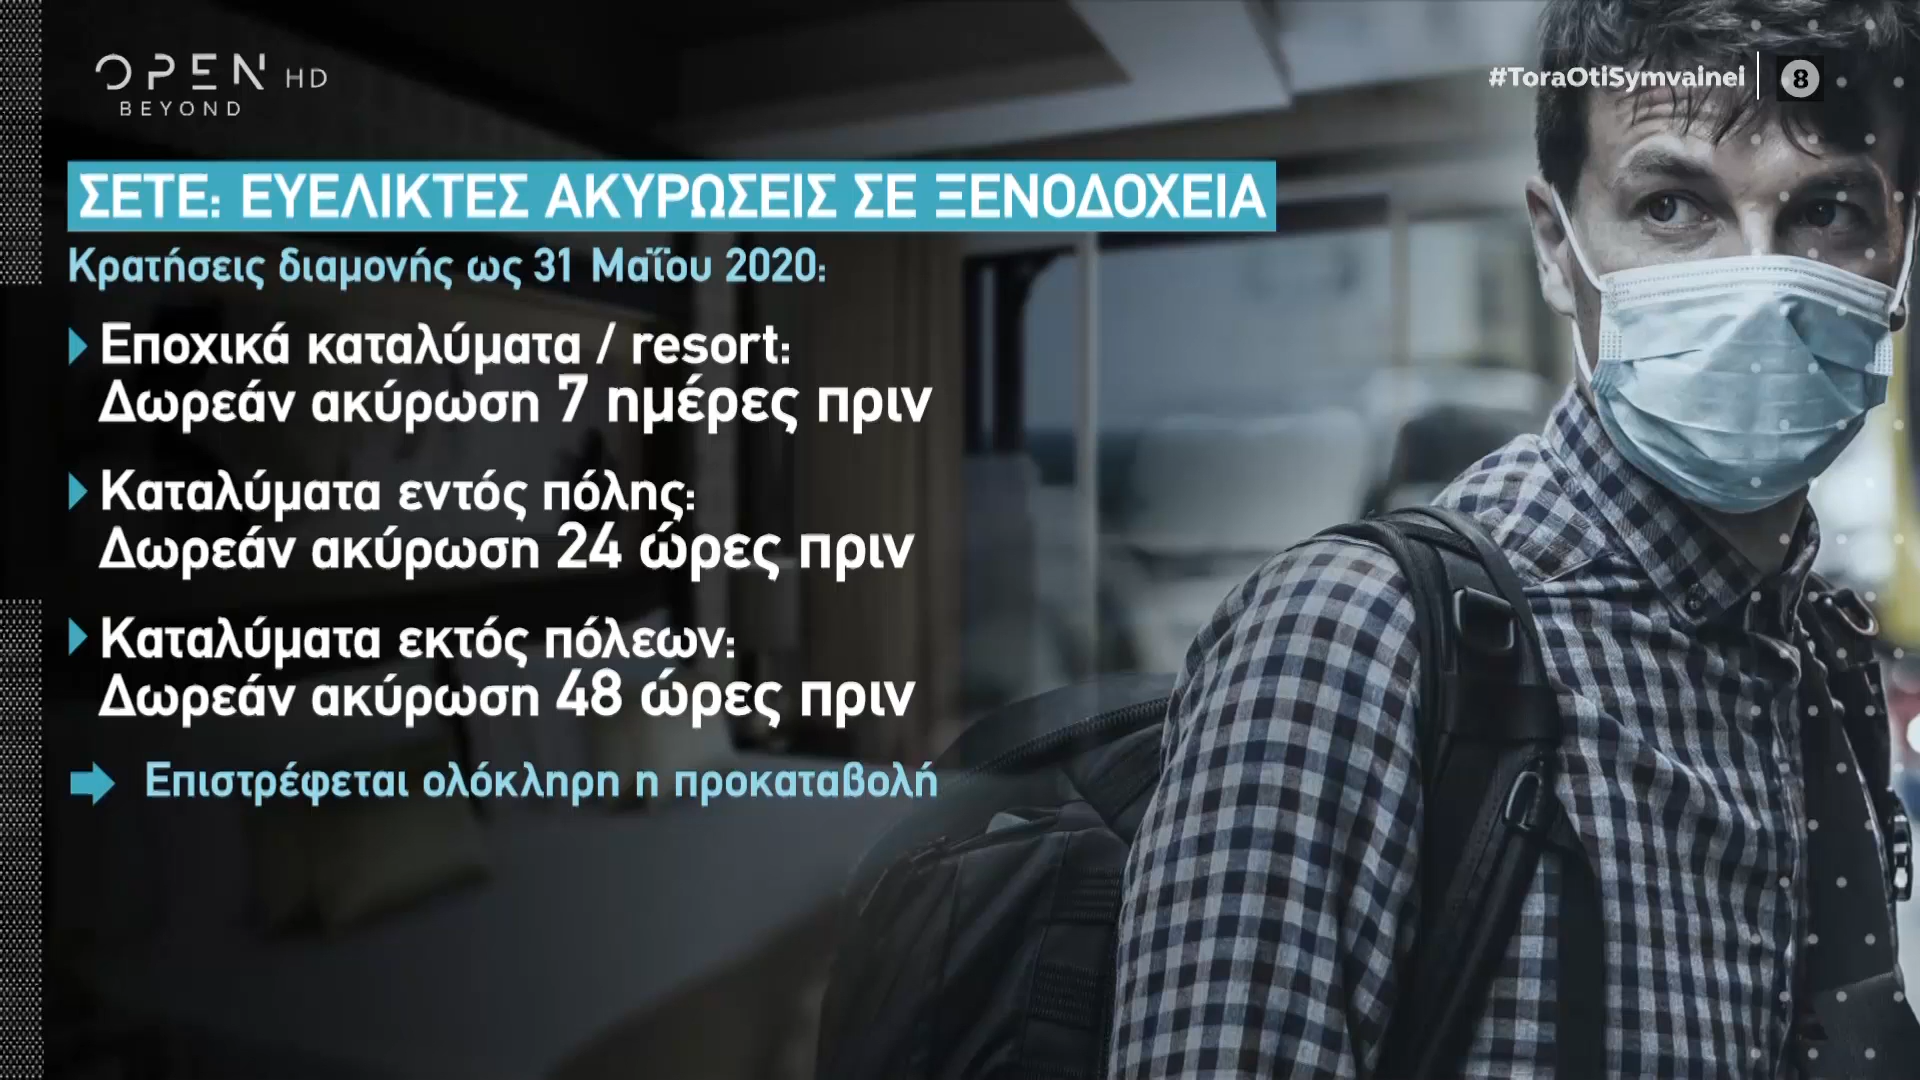 OPEN HD
BEYOND
#ToraOtiSymvainei
8
ΣΕΤΕ: ΕΥΕΛΙΚΤΕΣ ΑΚΥΡΩΣΕΙΣ ΣΕ ΞΕΝΟΔΟΧΕΙΑ
Κρατήσεις διαμονής ως 31 Μαΐου 2020:
Εποχικά καταλύματα / resort:
Δωρεάν ακύρωση 7 ημέρες πριν
Καταλύματα εντός πόλης:
Δωρεάν ακύρωση 24 ώρες πριν
Καταλύματα εκτός πόλεων:
Δωρεάν ακύρωση 48 ώρες πριν
Επιστρέφεται ολόκληρη η προκαταβολή